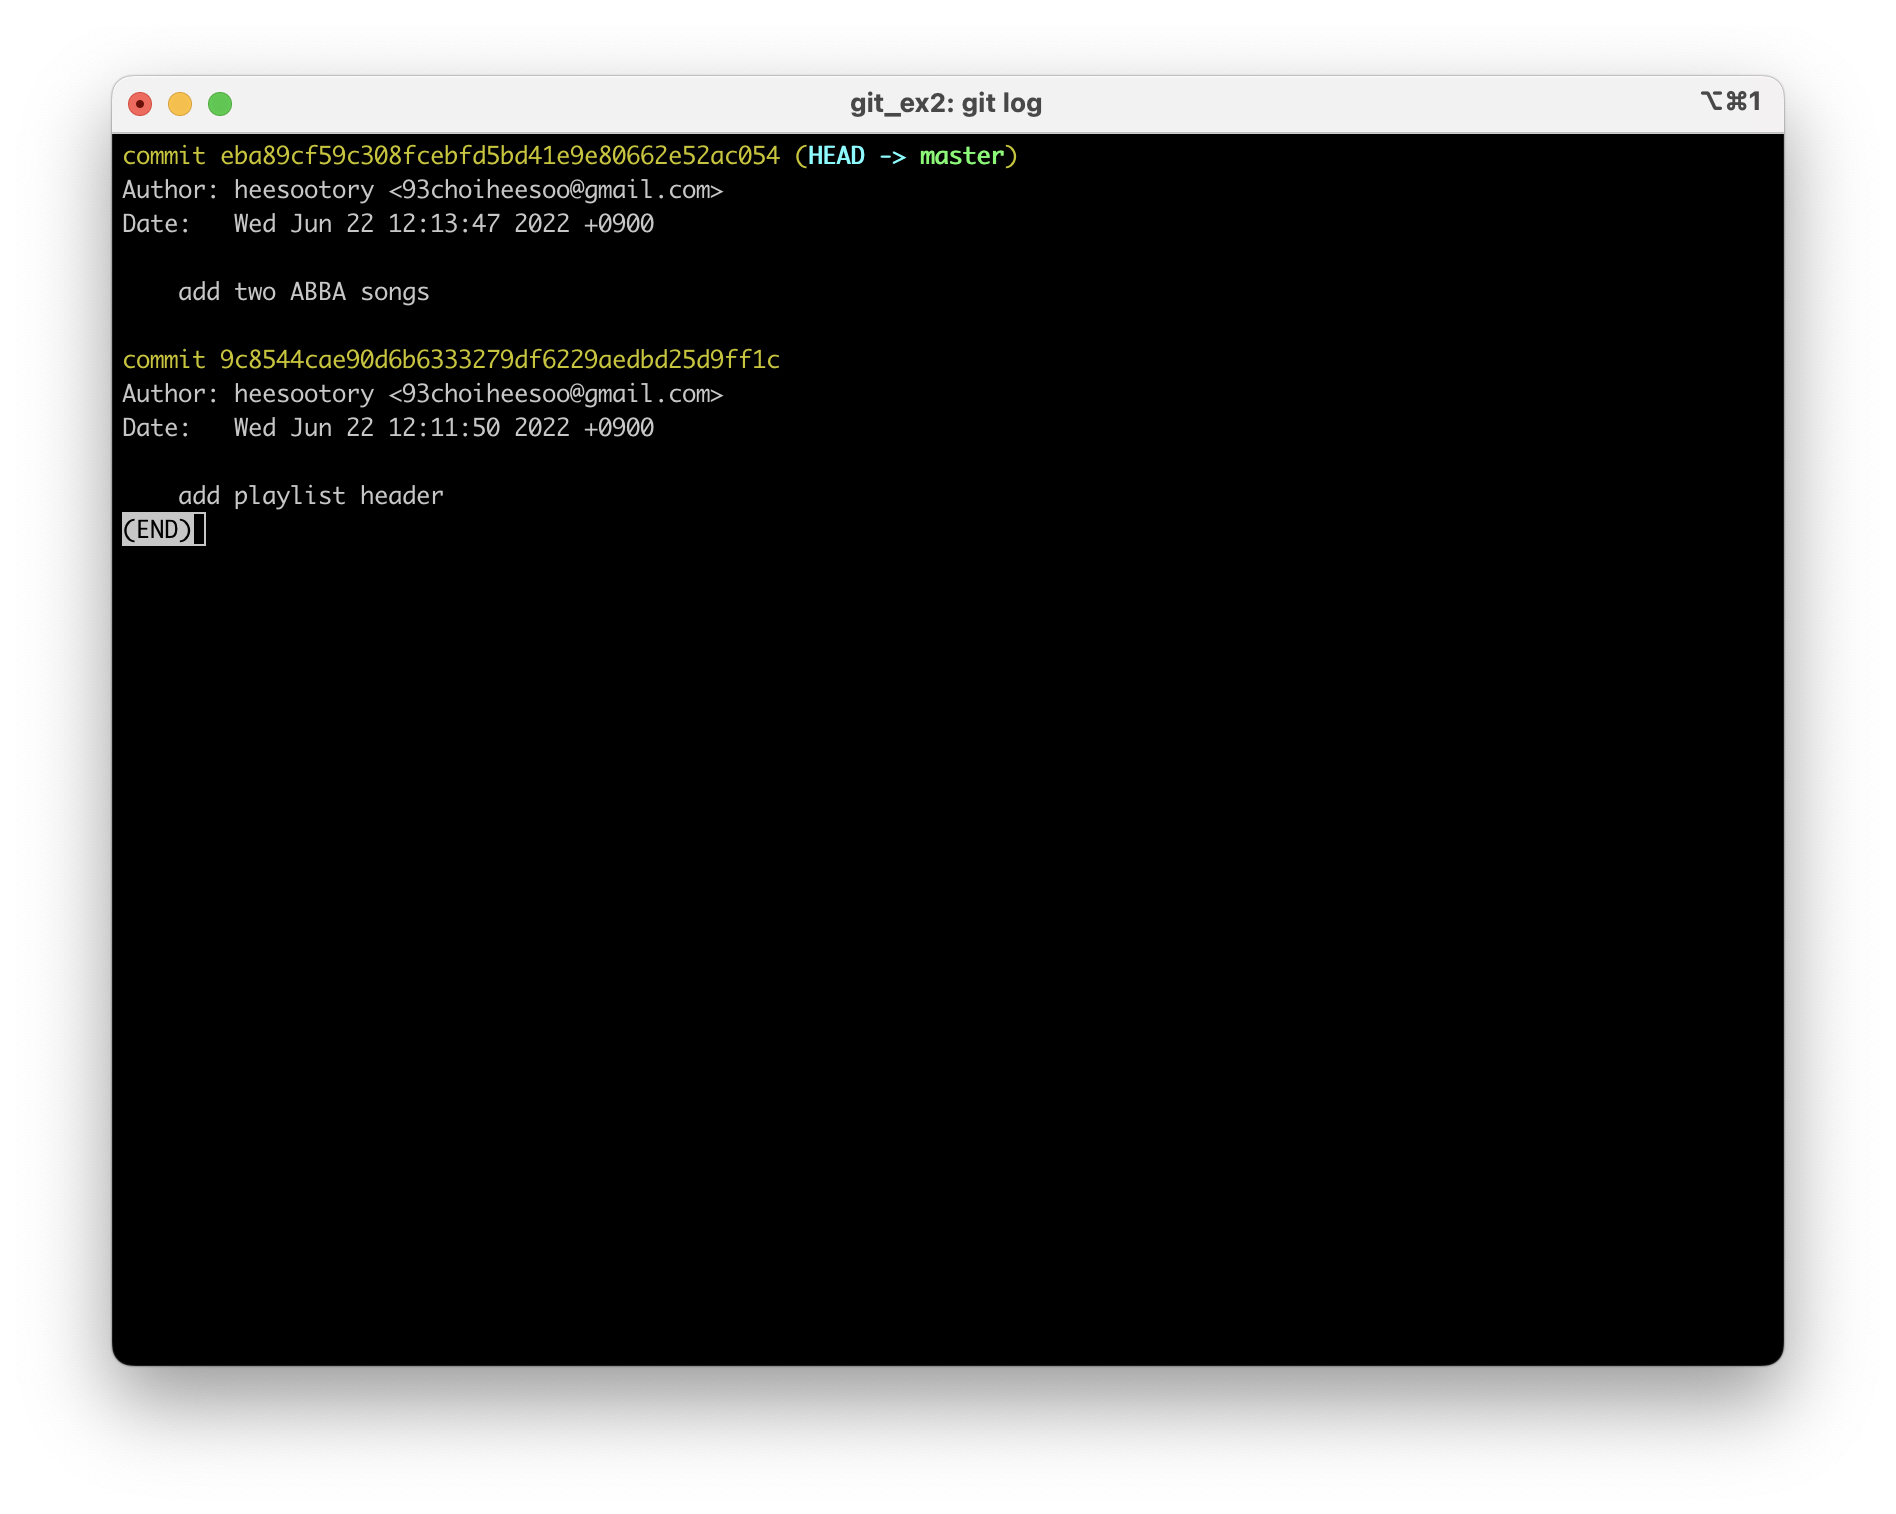 git_ex2: git log
⌥⌘1
commit eba89cf59c308fcebfd5bd41e9e80662e52ac054 (HEAD -> master)
Author: heesootory <93choiheesoo@gmail.com>
Date:   Wed Jun 22 12:13:47 2022 +0900
    add two ABBA songs
commit 9c8544cae90d6b6333279df6229aedbd25d9ff1c
Author: heesootory <93choiheesoo@gmail.com>
Date:   Wed Jun 22 12:11:50 2022 +0900
    add playlist header
(END)